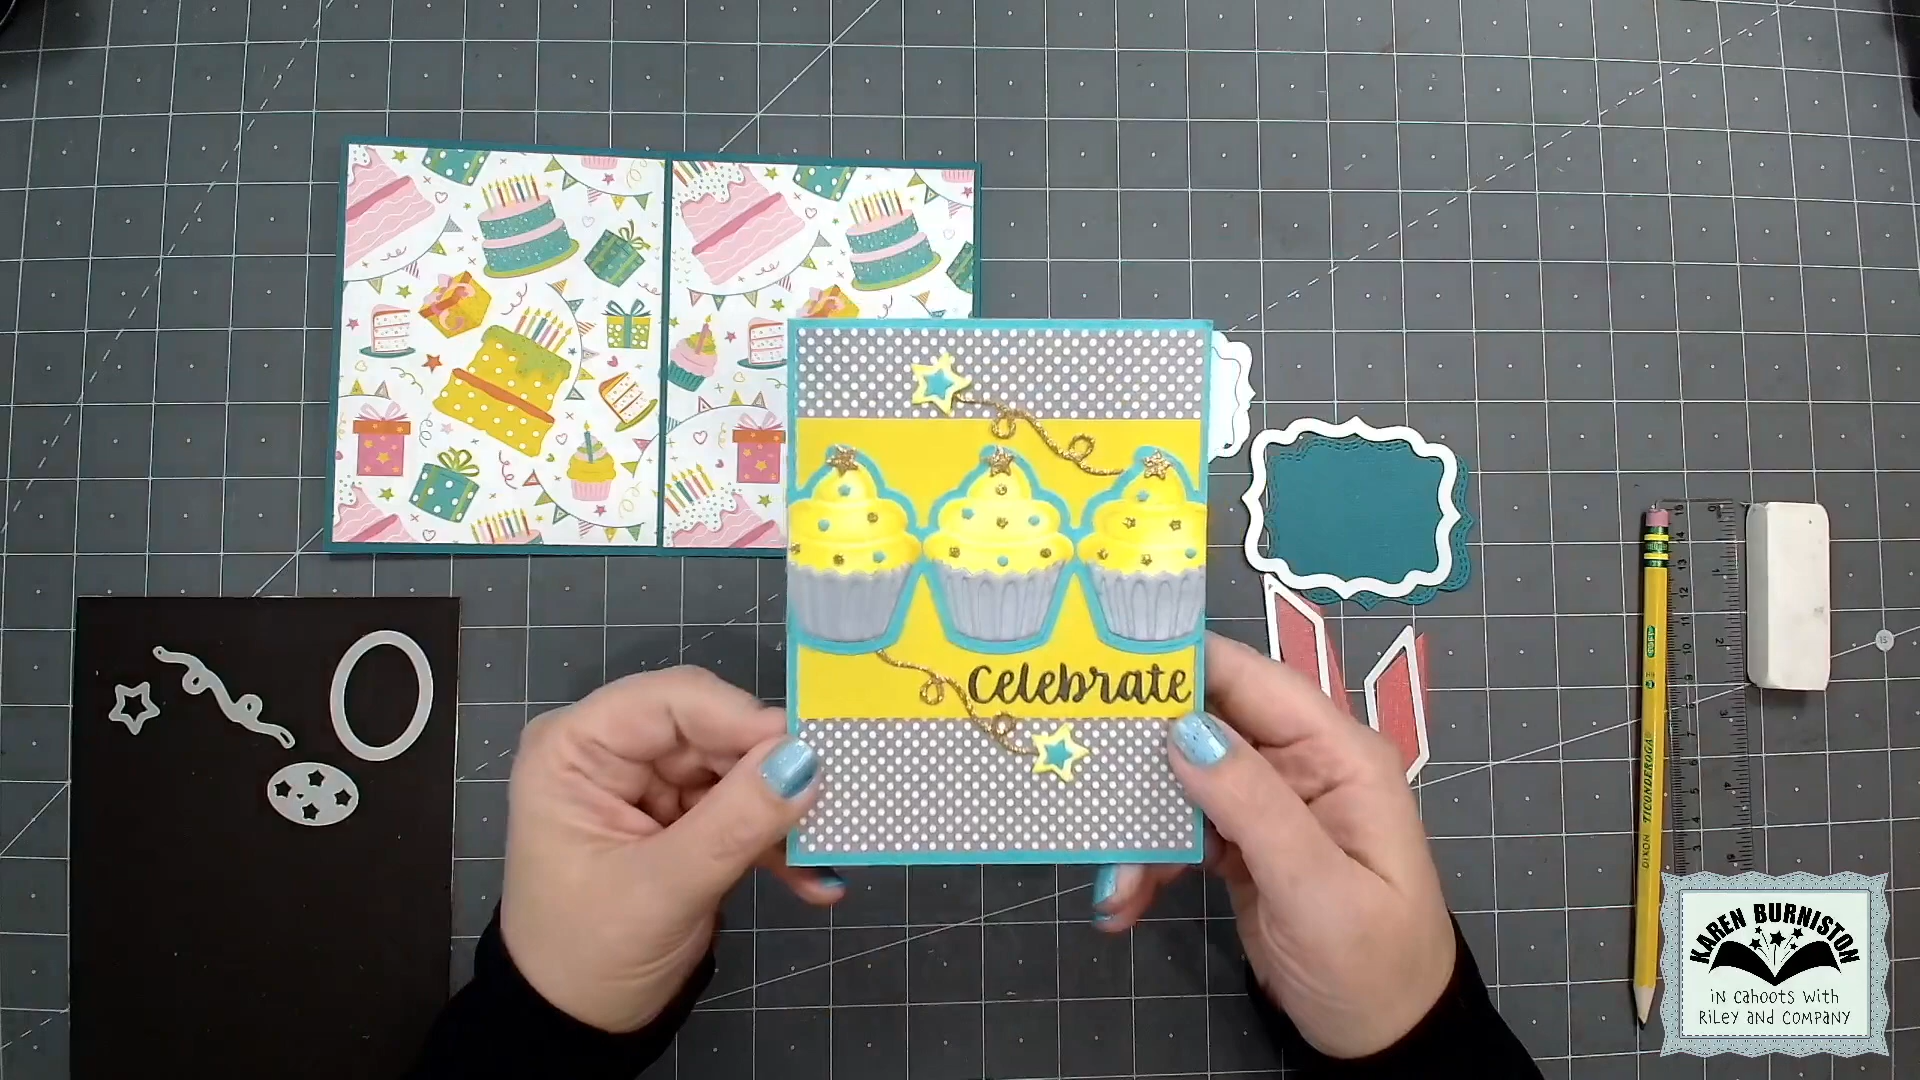 Celebrate
DIXON TICONDEROGA
KAREN BURNISTON
in cahoots with
Riley and Company